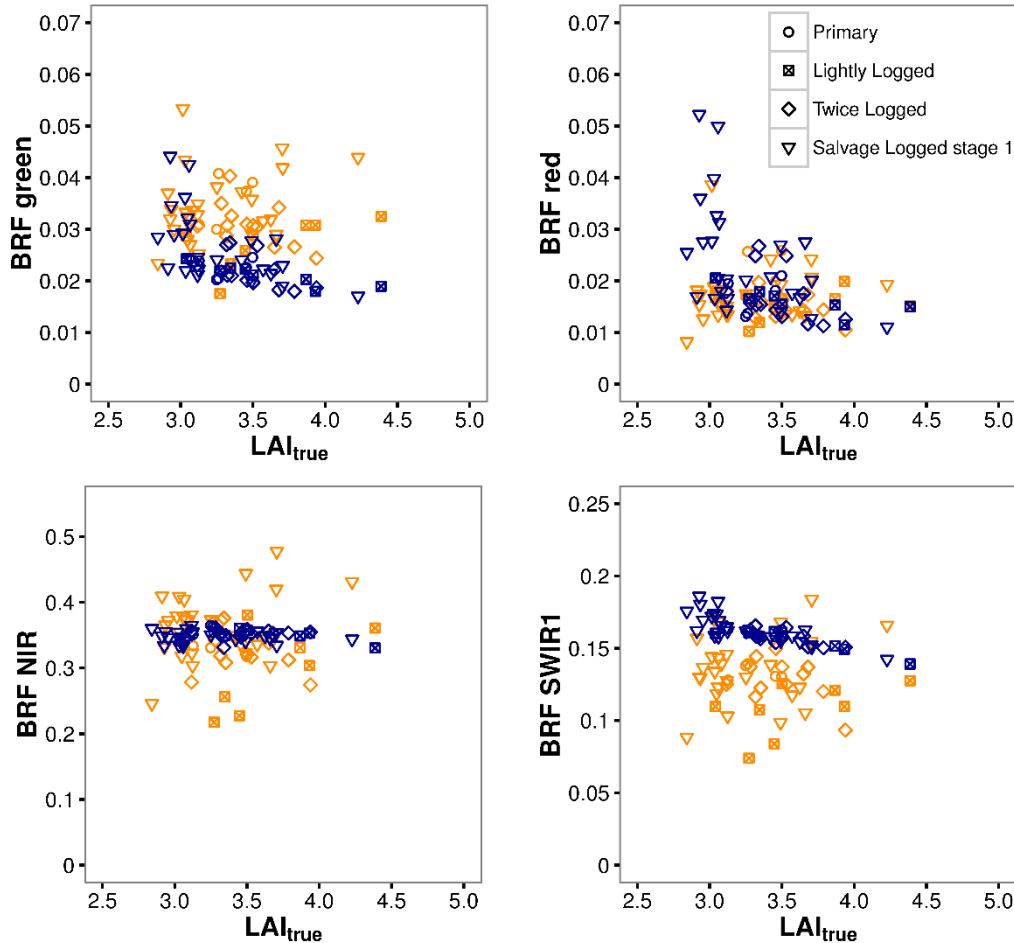 0.07
0.06
0.05
0.04
0.03
0.02
0.01
0
BRF green
2.5 3.0 3.5 4.0 4.5 5.0
LAItrue
0.07
0.06
0.05
0.04
0.03
0.02
0.01
0
BRF red
Primary
Lightly Logged
Twice Logged
Salvage Logged stage 1
2.5 3.0 3.5 4.0 4.5 5.0
LAItrue
0.5
0.4
0.3
0.2
0.1
0
BRF NIR
2.5 3.0 3.5 4.0 4.5 5.0
LAItrue
0.25
0.2
0.15
0.1
0.05
0
BRF SWIR1
2.5 3.0 3.5 4.0 4.5 5.0
LAItrue